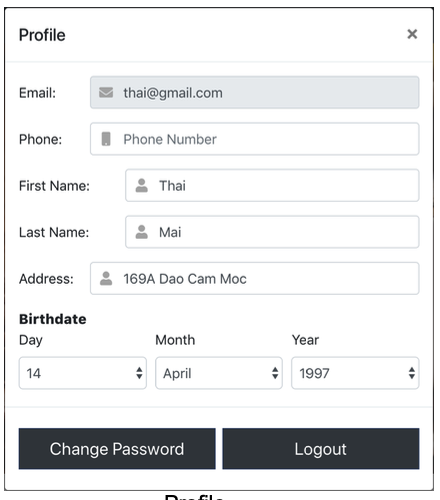 Profile ×
Email: thai@gmail.com
Phone: Phone Number
First Name: Thai
Last Name: Mai
Address: 169A Dao Cam Moc
Birthdate
Day Month Year
14 April 1997
Change Password Logout
Profile